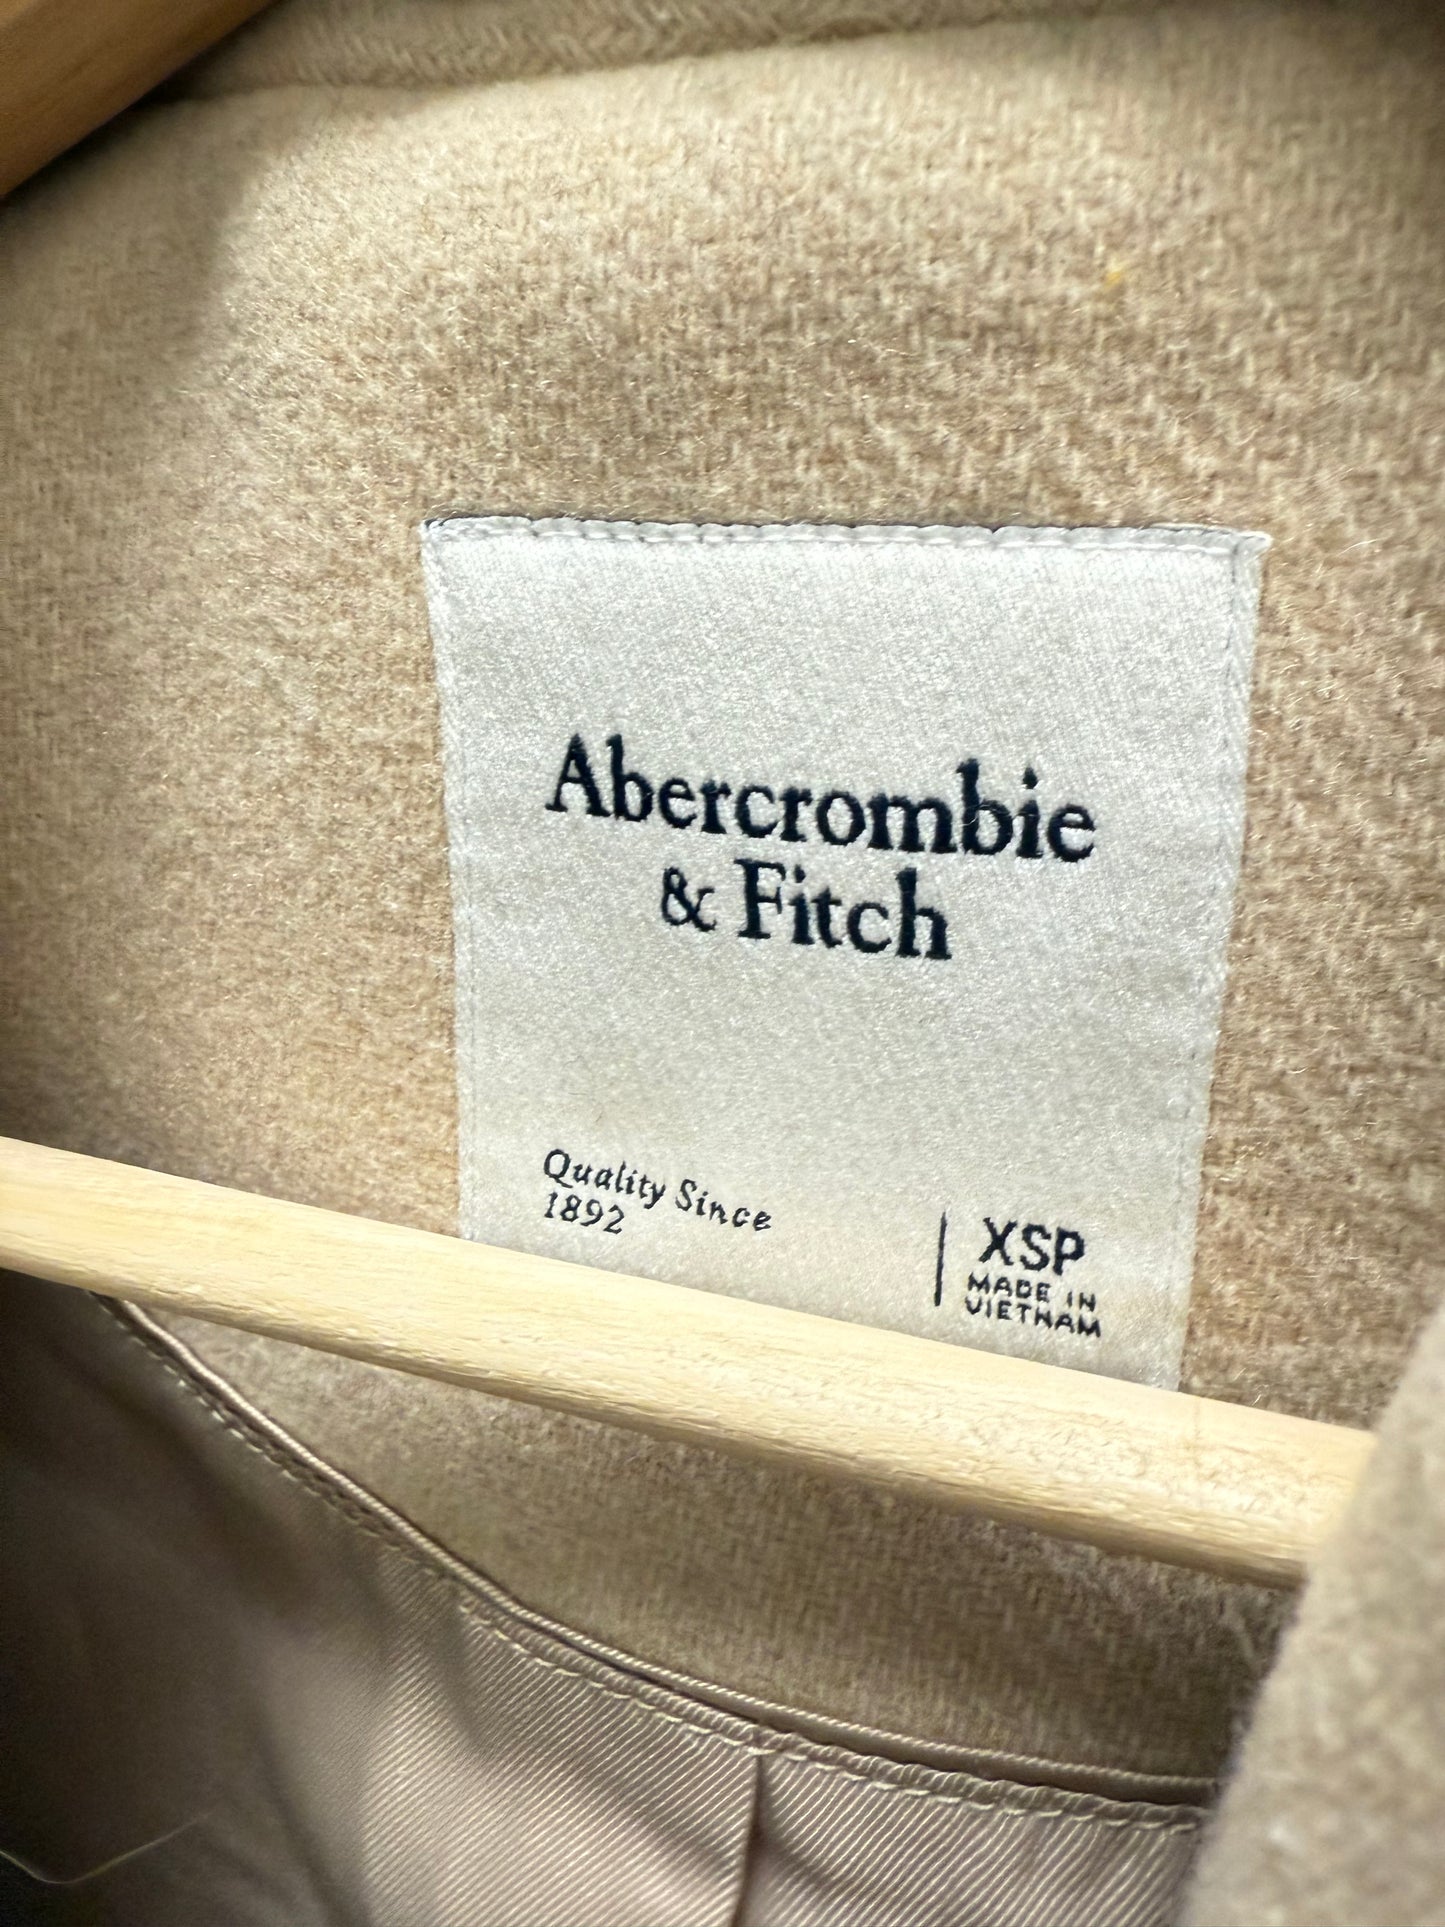 Abercrombie
& Fitch
Quality Since
1892
XSP
MADE IN
VIETNAM